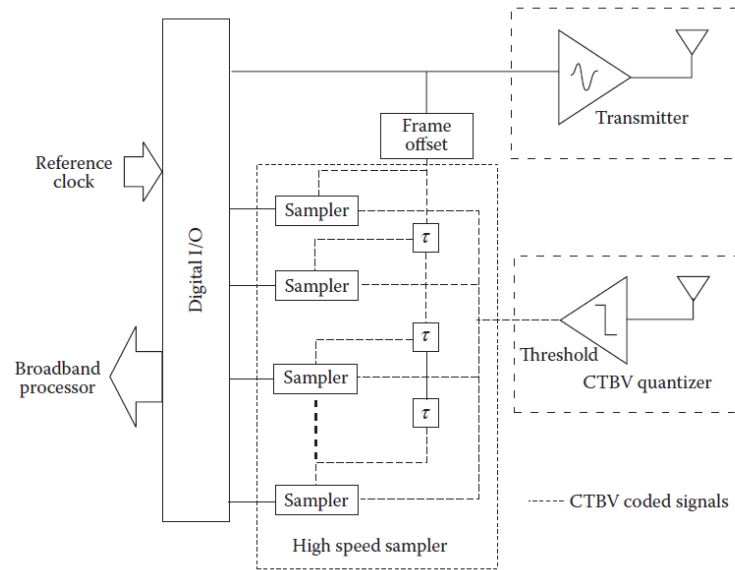 Transmitter
Frame
offset
Reference
clock
Digital I/O
Sampler
τ
Sampler
τ
Threshold
CTBV quantizer
Broadband
processor
Sampler
τ
Sampler
CTBV coded signals
High speed sampler